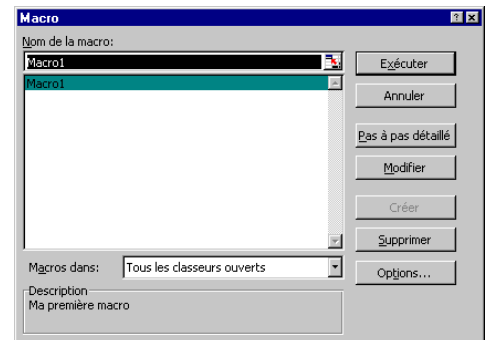 Macro
Nom de la macro:
Macro1
Macro1
Exécuter
Annuler
Pas à pas détaillé
Modifier
Créer
Supprimer
Options...
Macros dans: Tous les classeurs ouverts
Description
Ma première macro